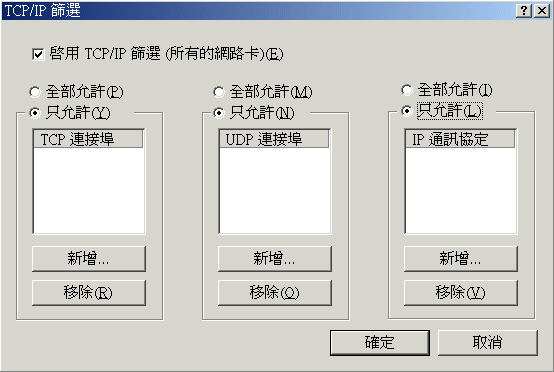 TCP/IP 篩選
啓用 TCP/IP 篩選 (所有的網路卡)(E)
全部允許(P)
只允許(Y)
TCP 連接埠
新增...
移除(R)
全部允許(M)
只允許(N)
UDP 連接埠
新增...
移除(O)
全部允許(I)
只允許(L)
IP 通訊協定
新增...
移除(V)
確定
取消